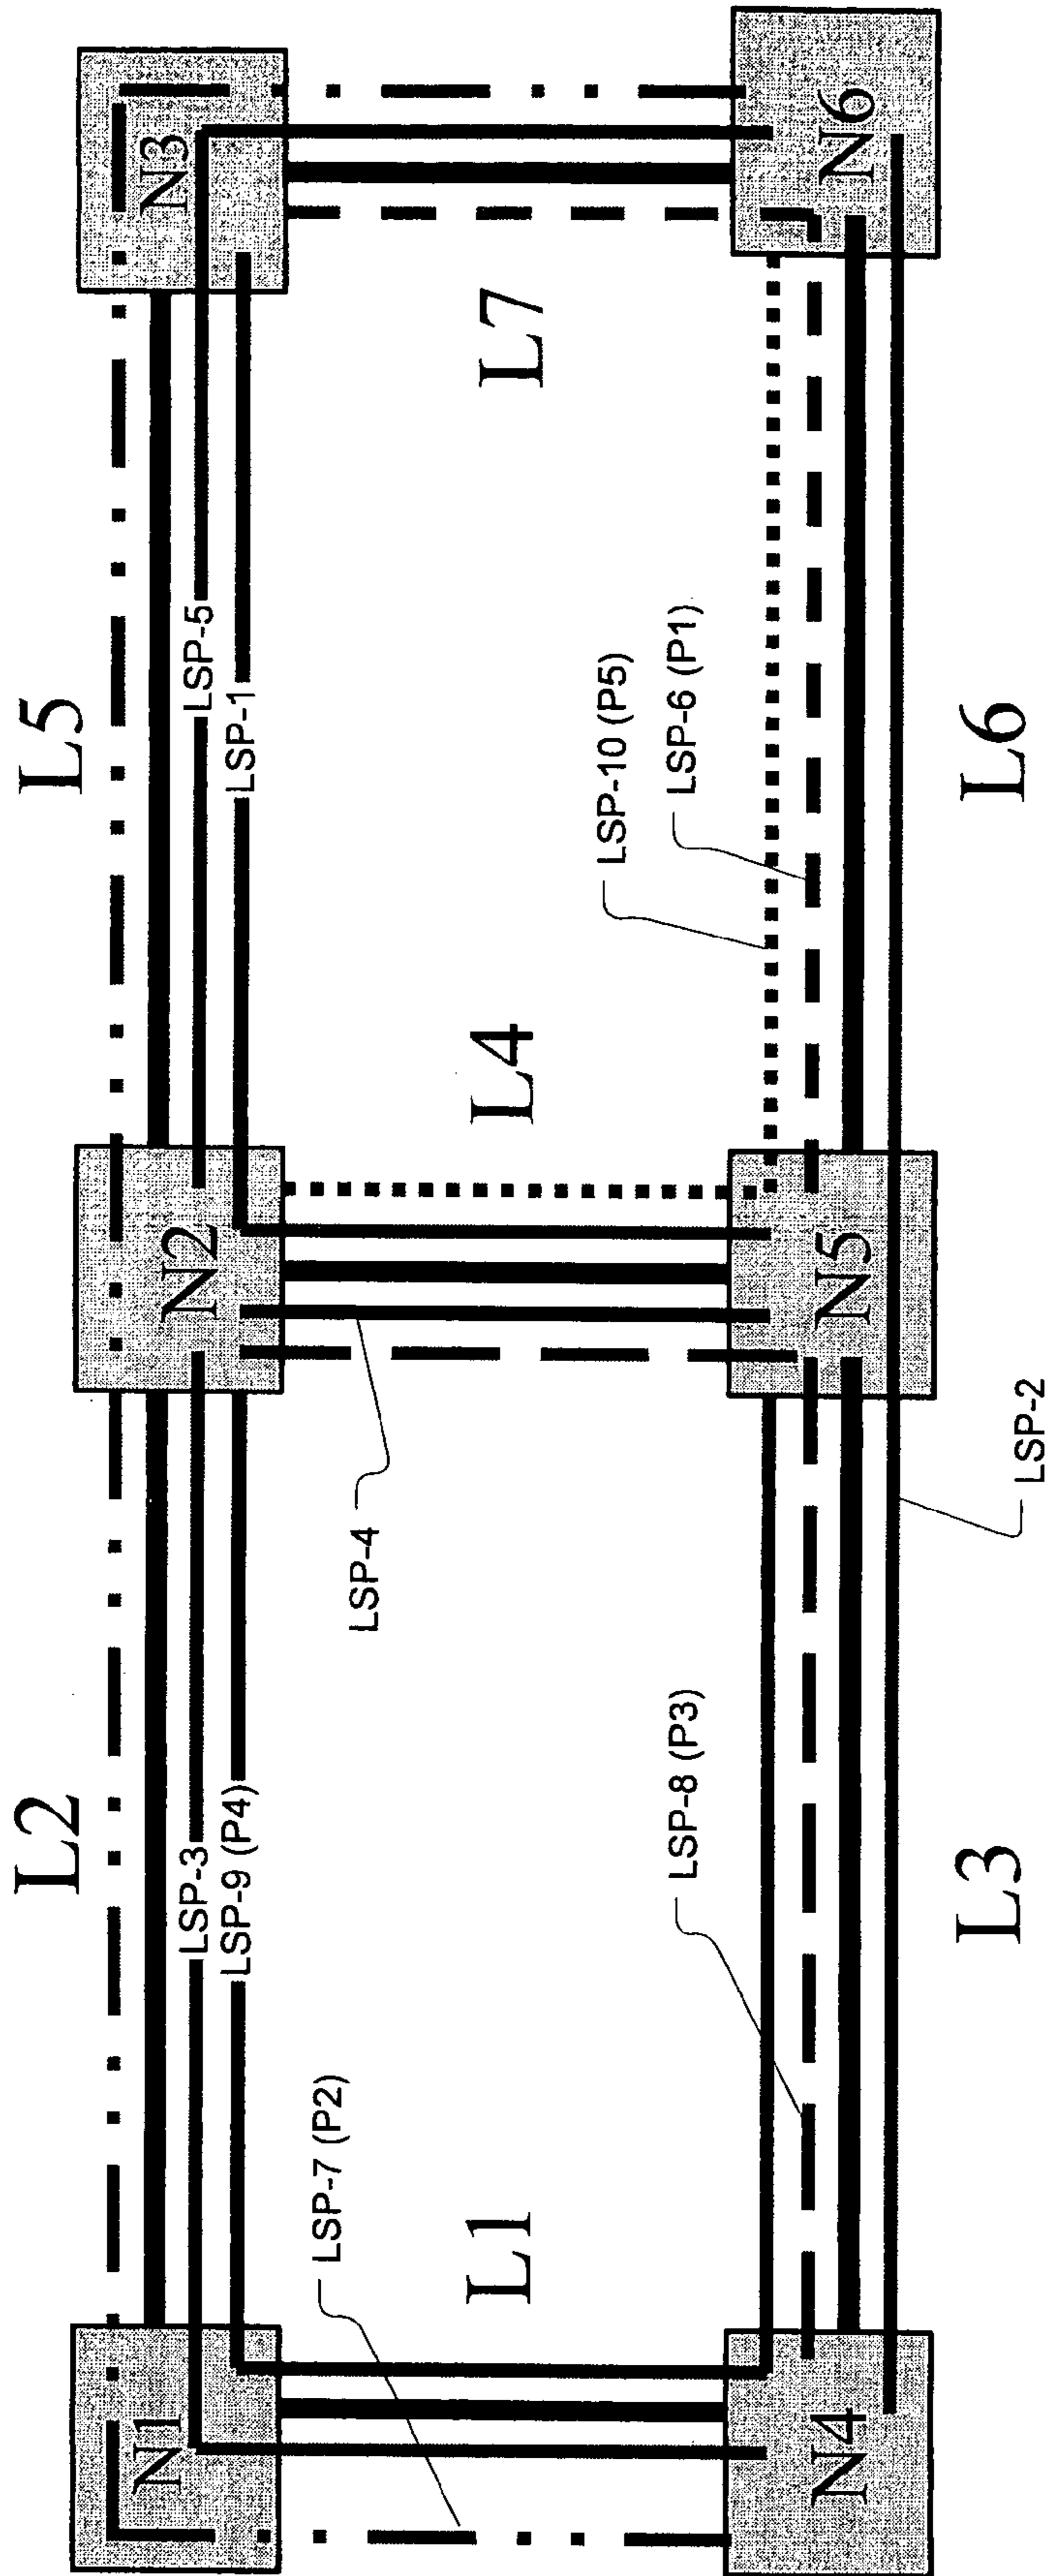 L2
L5
N1
N2
N3
LSP-3
LSP-9 (P4)
LSP-5
LSP-1
LSP-7 (P2)
LSP-4
L1
L4
L7
LSP-10 (P5)
LSP-8 (P3)
LSP-6 (P1)
N4
N5
N6
L3
LSP-2
L6